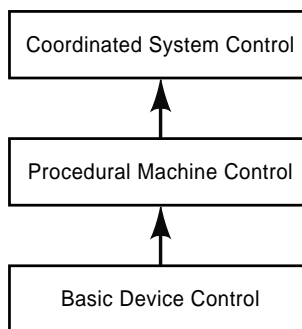 Coordinated System Control
Procedural Machine Control
Basic Device Control